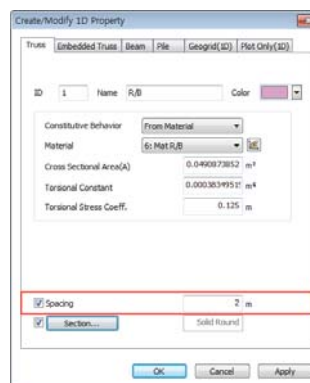 Create/Modify 1D Property
Truss Embedded Truss Beam Pile Geogrid(1D) Plot Only(1D)
ID 1 Name R/B Color
Constitutive Behavior From Material
Material 6: Mat R/B
Cross Sectional Area(A) 0.0490873852 m²
Torsional Constant 0.0003834951 m⁴
Torsional Stress Coeff. 0.125 m
Spacing 2 m
Section... Solid Round
OK Cancel Apply